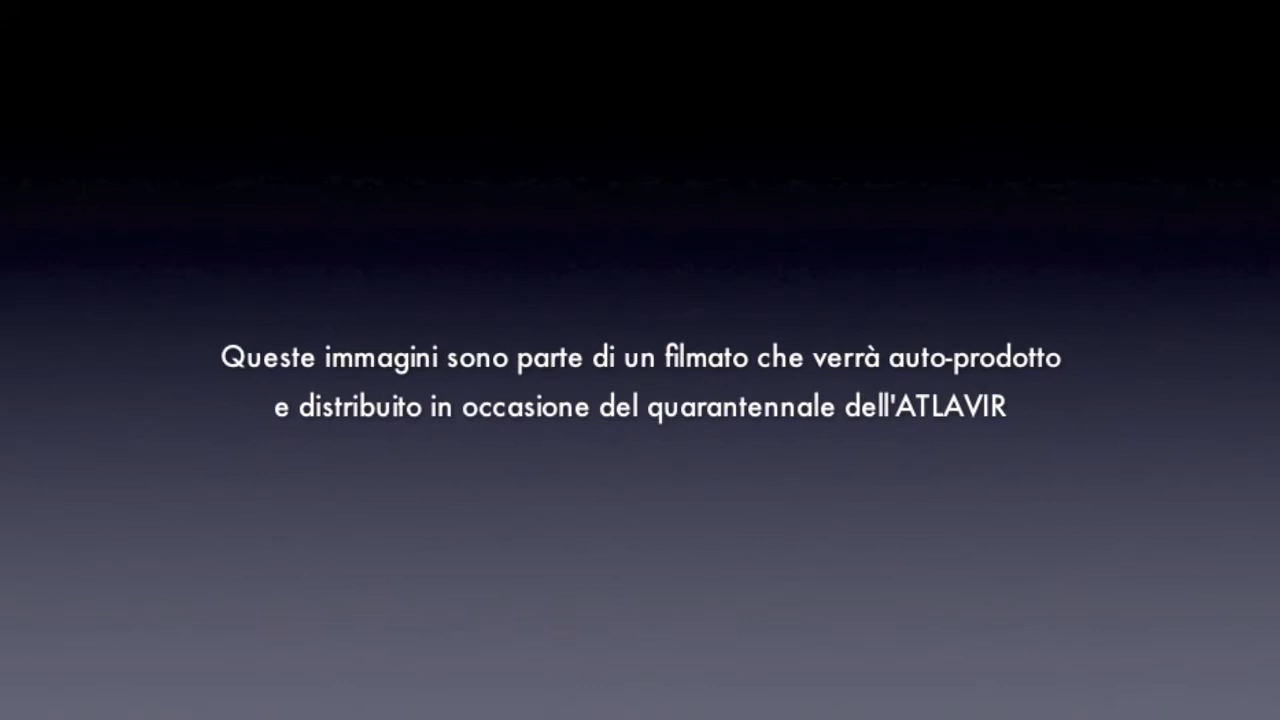 Queste immagini sono parte di un filmato che verrà auto-prodotto
e distribuito in occasione del quarantennale dell'ATLAVIR